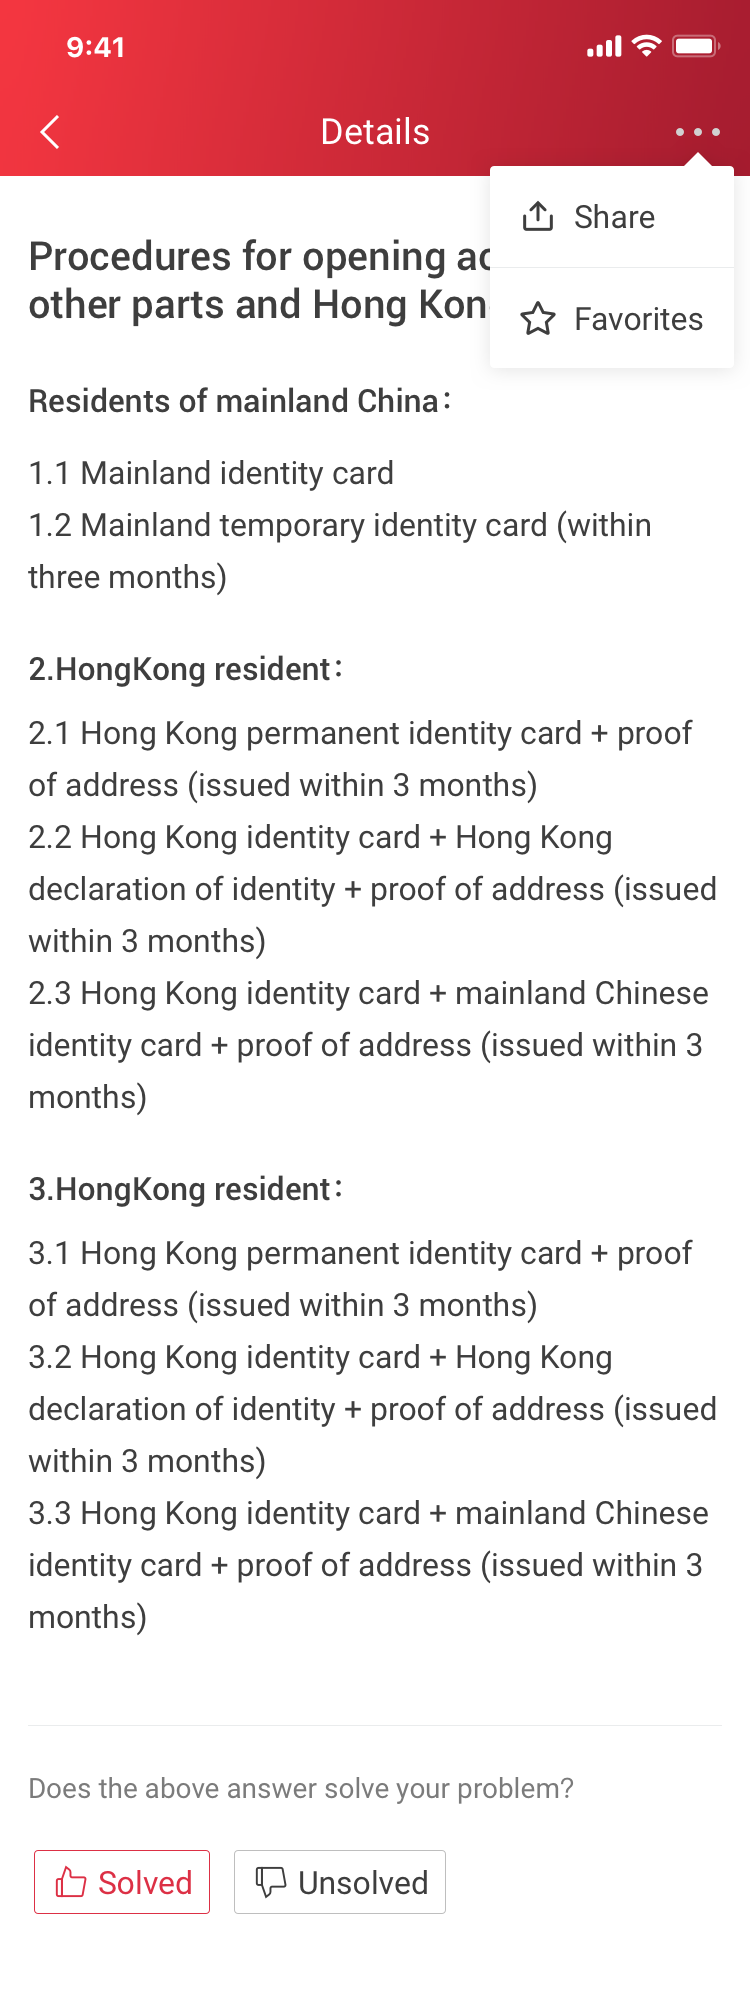 9:41
Details
Share
Favorites
Procedures for opening
other parts and Hong
Residents of mainland China：
1.1 Mainland identity card
1.2 Mainland temporary identity card (within
three months)
2.HongKong resident：
2.1 Hong Kong permanent identity card + proof
of address (issued within 3 months)
2.2 Hong Kong identity card + Hong Kong
declaration of identity + proof of address (issued
within 3 months)
2.3 Hong Kong identity card + mainland Chinese
identity card + proof of address (issued within 3
months)
3.HongKong resident：
3.1 Hong Kong permanent identity card + proof
of address (issued within 3 months)
3.2 Hong Kong identity card + Hong Kong
declaration of identity + proof of address (issued
within 3 months)
3.3 Hong Kong identity card + mainland Chinese
identity card + proof of address (issued within 3
months)
Does the above answer solve your problem?
Solved
Unsolved